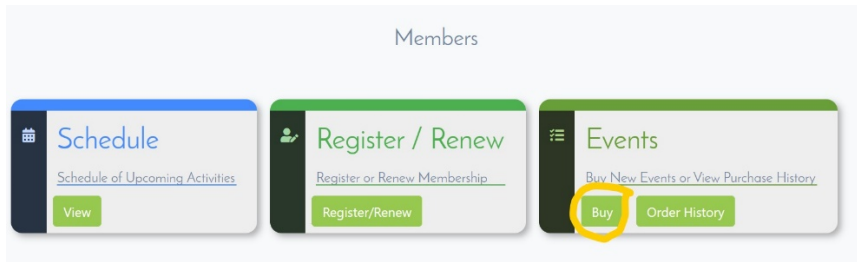 Members
Schedule
Schedule of Upcoming Activities
View
Register / Renew
Register or Renew Membership
Register/Renew
Events
Buy New Events or View Purchase History
Buy Order History